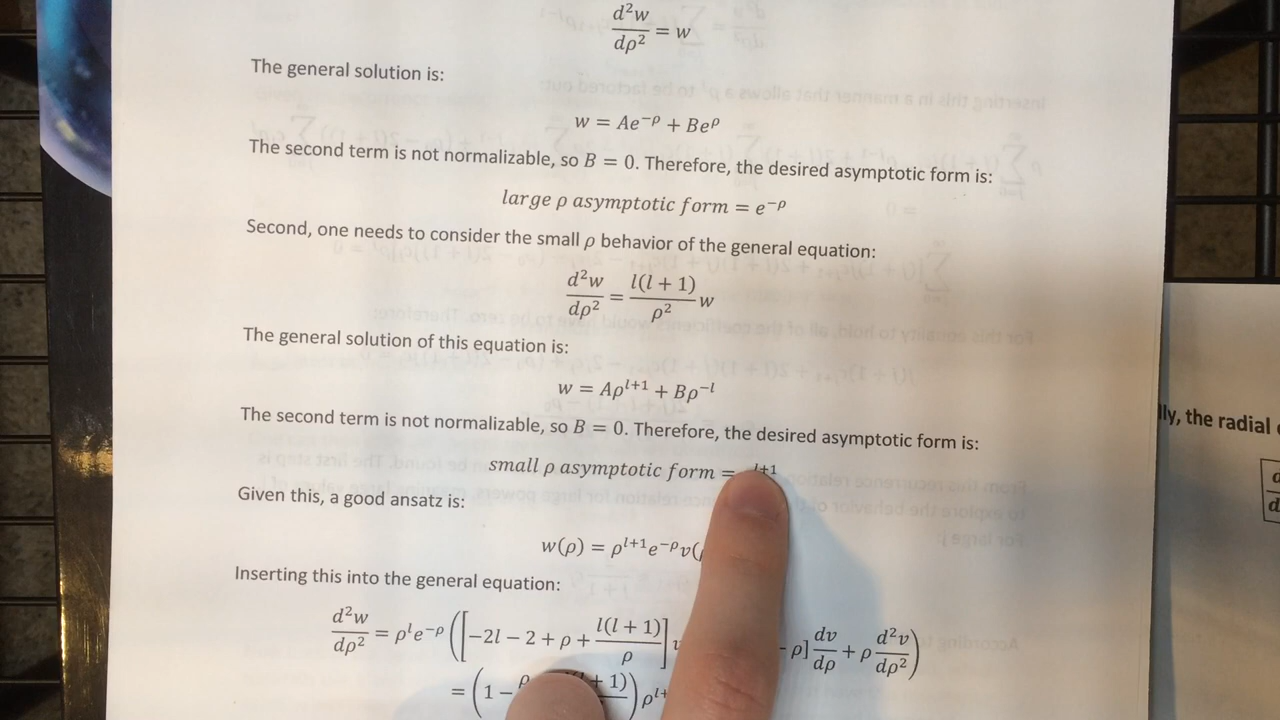 d²w/dρ² = w
The general solution is:
w = Ae^−ρ + Be^ρ
The second term is not normalizable, so B = 0. Therefore, the desired asymptotic form is:
large ρ asymptotic form = e^−ρ
Second, one needs to consider the small ρ behavior of the general equation:
d²w/dρ² = l(l + 1)/ρ² w
The general solution of this equation is:
w = Aρ^l+1 + Bρ^−l
The second term is not normalizable, so B = 0. Therefore, the desired asymptotic form is:
small ρ asymptotic form = l+1
Given this, a good ansatz is:
w(ρ) = ρ^l+1 e^−ρ v(
Inserting this into the general equation:
d²w/dρ² = ρ^l e^−ρ ([−2l − 2 + ρ + l(l + 1)/ρ] − ρ] dv/dρ + ρ d²v/dρ²)
= (1 − + 1)) ρ^l+
the radial